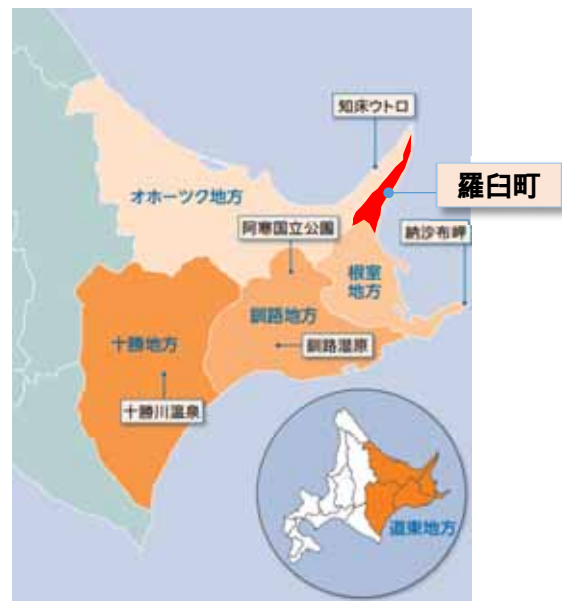 知床ウトロ
羅臼町
オホーツク地方
阿寒国立公園
納沙布岬
根室
地方
釧路地方
十勝地方
釧路湿原
十勝川温泉
道東地方